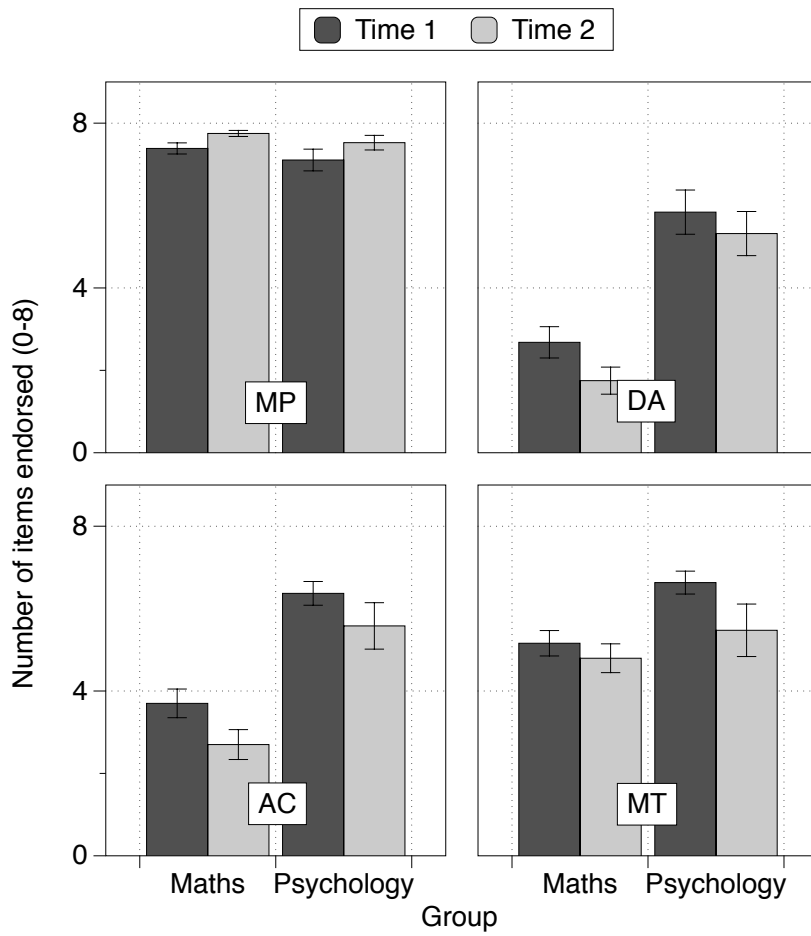 Time 1 Time 2
Number of items endorsed (0-8)
8
4
0
MP
DA
8
4
0
AC
MT
Maths Psychology Maths Psychology
Group